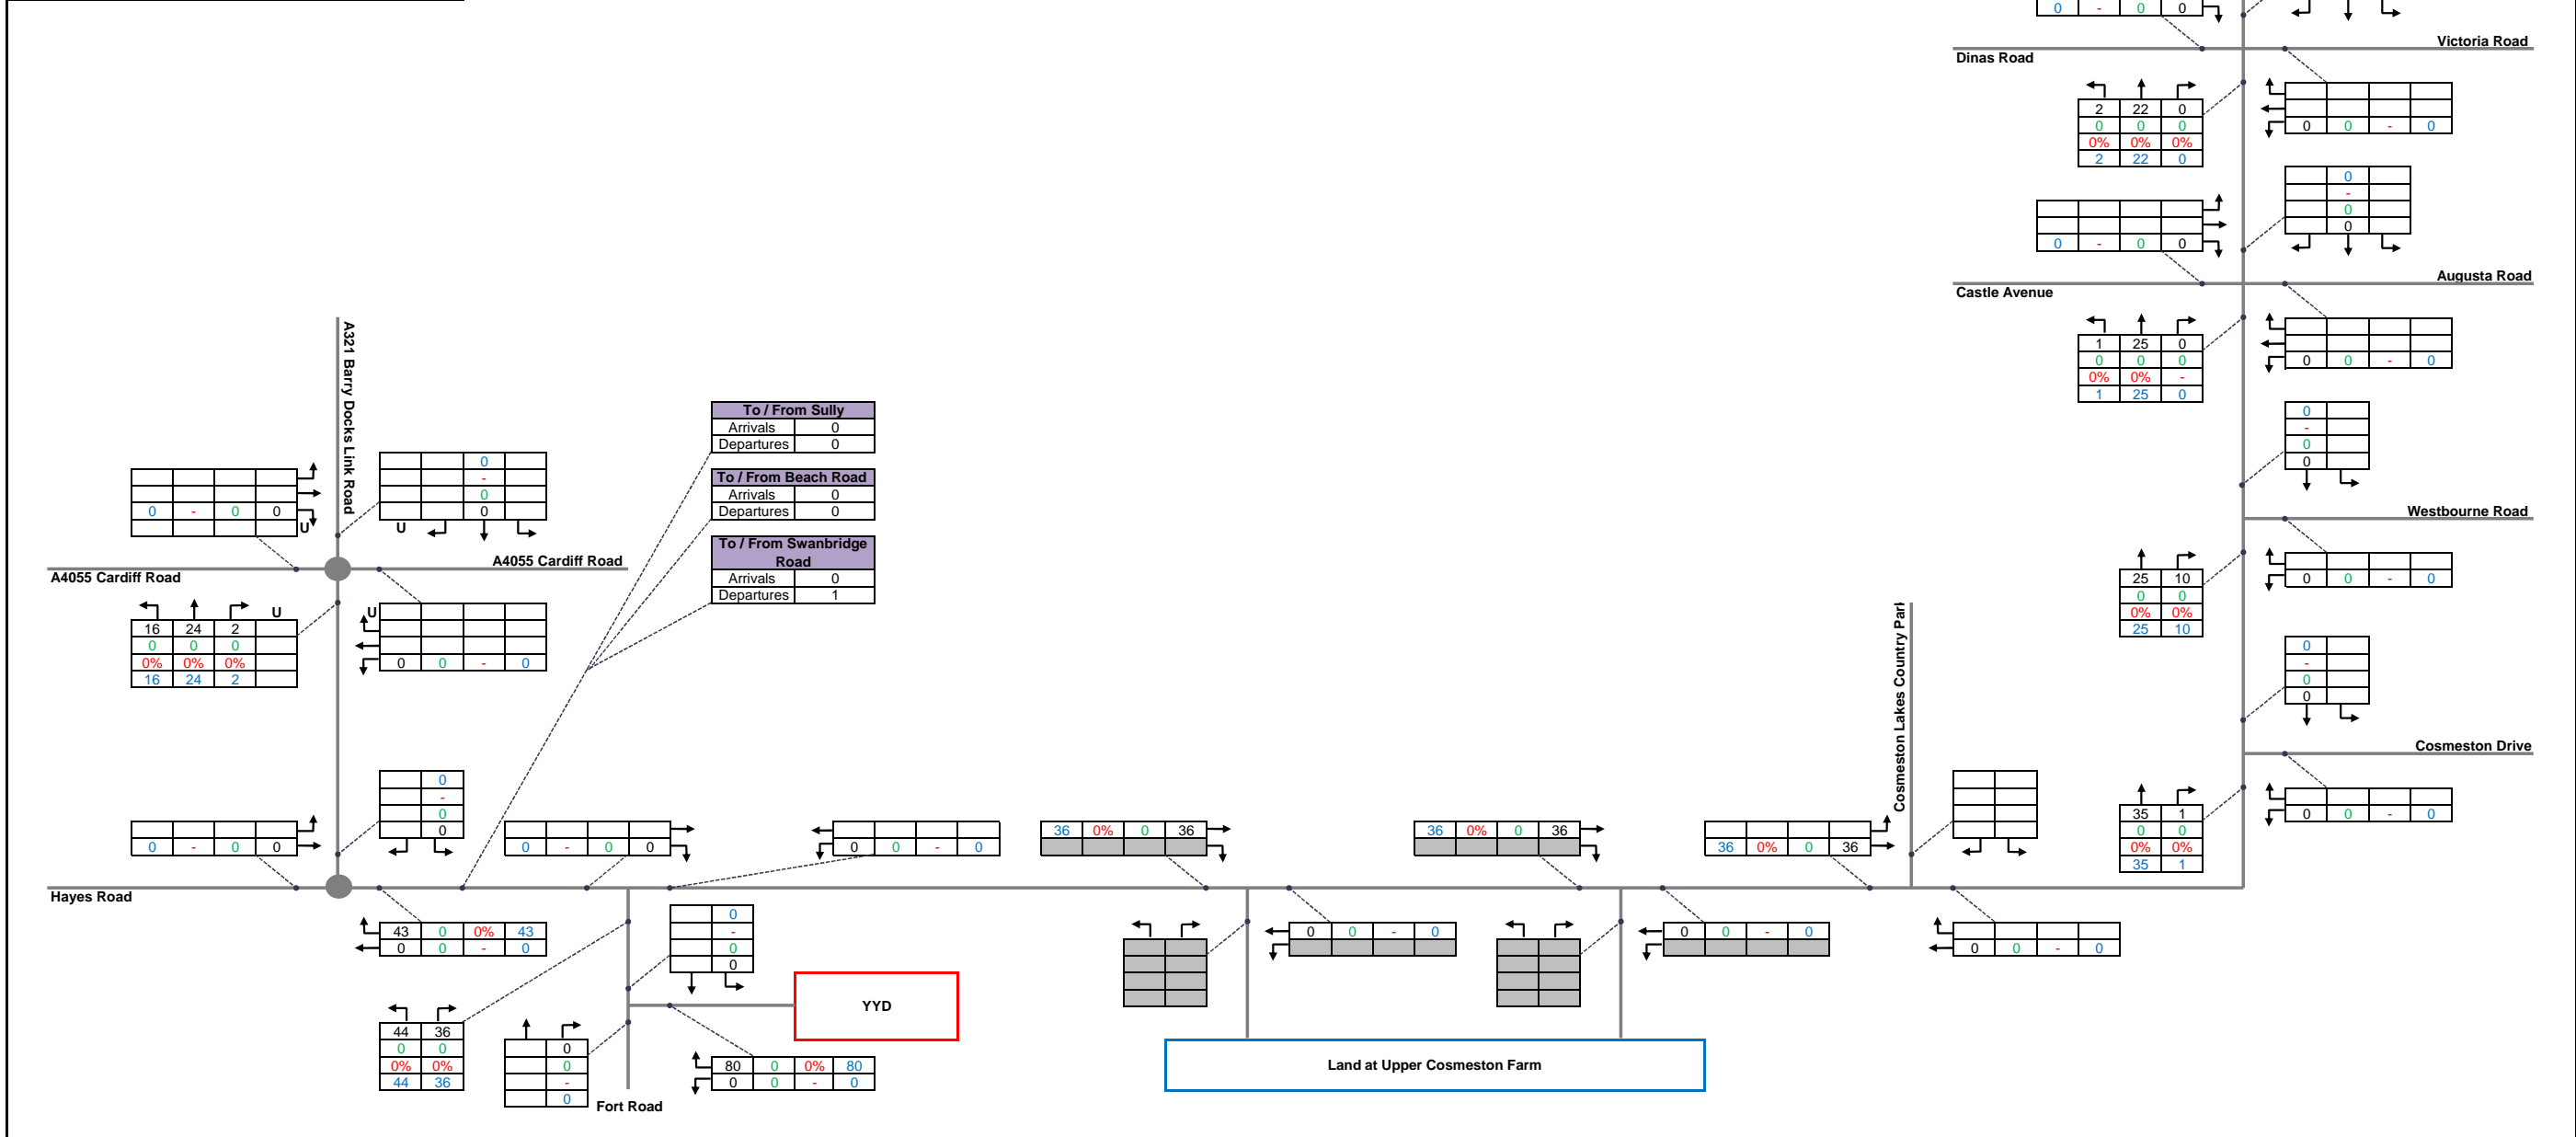 0 - 0 0
Victoria Road
Dinas Road
2 22 0
0 0 0
0% 0% 0%
2 22 0
0 0 - 0
0
-
0
0
0 - 0 0
Augusta Road
Castle Avenue
1 25 0
0 0 0
0% 0% -
1 25 0
0 0 - 0
0
-
0
0
Westbourne Road
25 10
0 0
0% 0%
25 10
0 0 - 0
0
-
0
0
Cosmeston Drive
35 1
0 0
0% 0%
35 1
0 0 - 0
A321 Barry Docks Link Road
0 - 0 0
U
0
-
0
0
U
A4055 Cardiff Road
A4055 Cardiff Road
U
16 24 2
0 0 0
0% 0% 0%
16 24 2
U
0 0 - 0
To / From Sully
Arrivals 0
Departures 0
To / From Beach Road
Arrivals 0
Departures 0
To / From Swanbridge
Road
Arrivals 0
Departures 1
Cosmeston Lakes Country Park
0
-
0
0
0 - 0 0
0 - 0 0
0 0 - 0
36 0% 0 36
36 0% 0 36
36 0% 0 36
Hayes Road
43 0 0% 43
0 0 - 0
0
-
0
0
0 0 - 0
0 0 - 0
0 0 - 0
YYD
44 36
0 0
0% 0%
44 36
0
0
-
0
80 0 0% 80
0 0 - 0
Fort Road
Land at Upper Cosmeston Farm